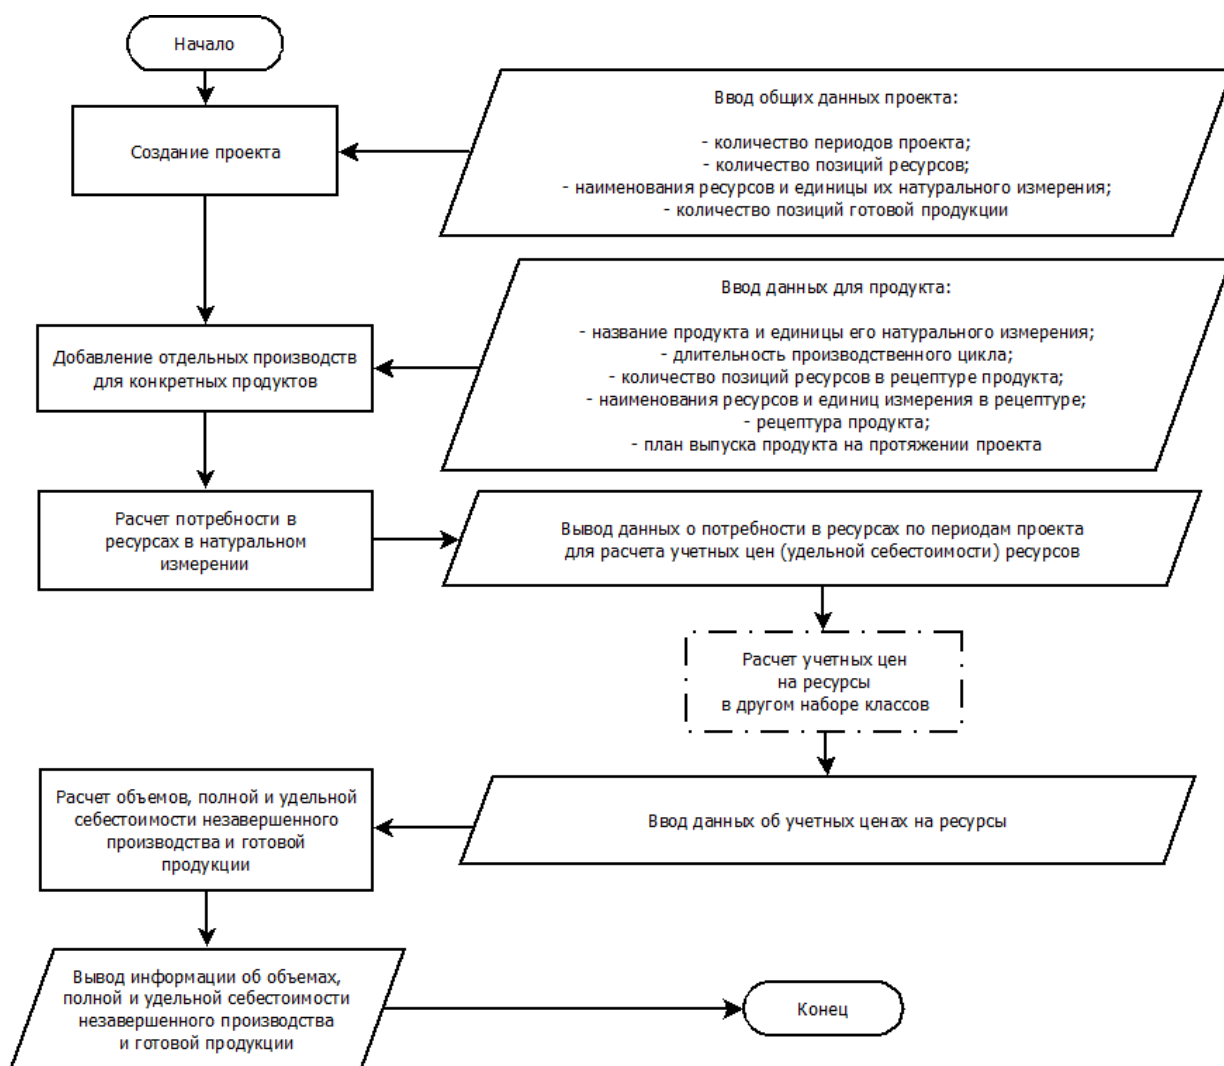 Начало
Ввод общих данных проекта:
- количество периодов проекта;
- количество позиций ресурсов;
- наименования ресурсов и единицы их натурального измерения;
- количество позиций готовой продукции
Создание проекта
Ввод данных для продукта:
- название продукта и единицы его натурального измерения;
- длительность производственного цикла;
- количество позиций ресурсов в рецептуре продукта;
- наименования ресурсов и единиц измерения в рецептуре;
- рецептура продукта;
- план выпуска продукта на протяжении проекта
Добавление отдельных производств
для конкретных продуктов
Расчет потребности в
ресурсах в натуральном
измерении
Вывод данных о потребности в ресурсах по периодам проекта
для расчета учетных цен (удельной себестоимости) ресурсов
Расчет учетных цен
на ресурсы
в другом наборе классов
Ввод данных об учетных ценах на ресурсы
Расчет объемов, полной и удельной
себестоимости незавершенного
производства и готовой
продукции
Вывод информации об объемах,
полной и удельной себестоимости
незавершенного производства
и готовой продукции
Конец